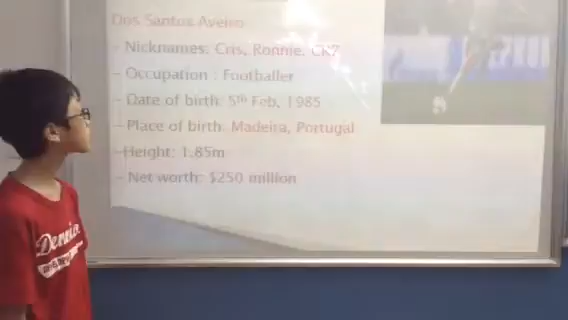 Dos Santos Aveiro
- Nicknames: Cris, Ronnie, CR7
- Occupation : Footballer
- Date of birth: 5th Feb, 1985
- Place of birth: Madeira, Portugal
- Height: 1.85m
- Net worth: $250 million